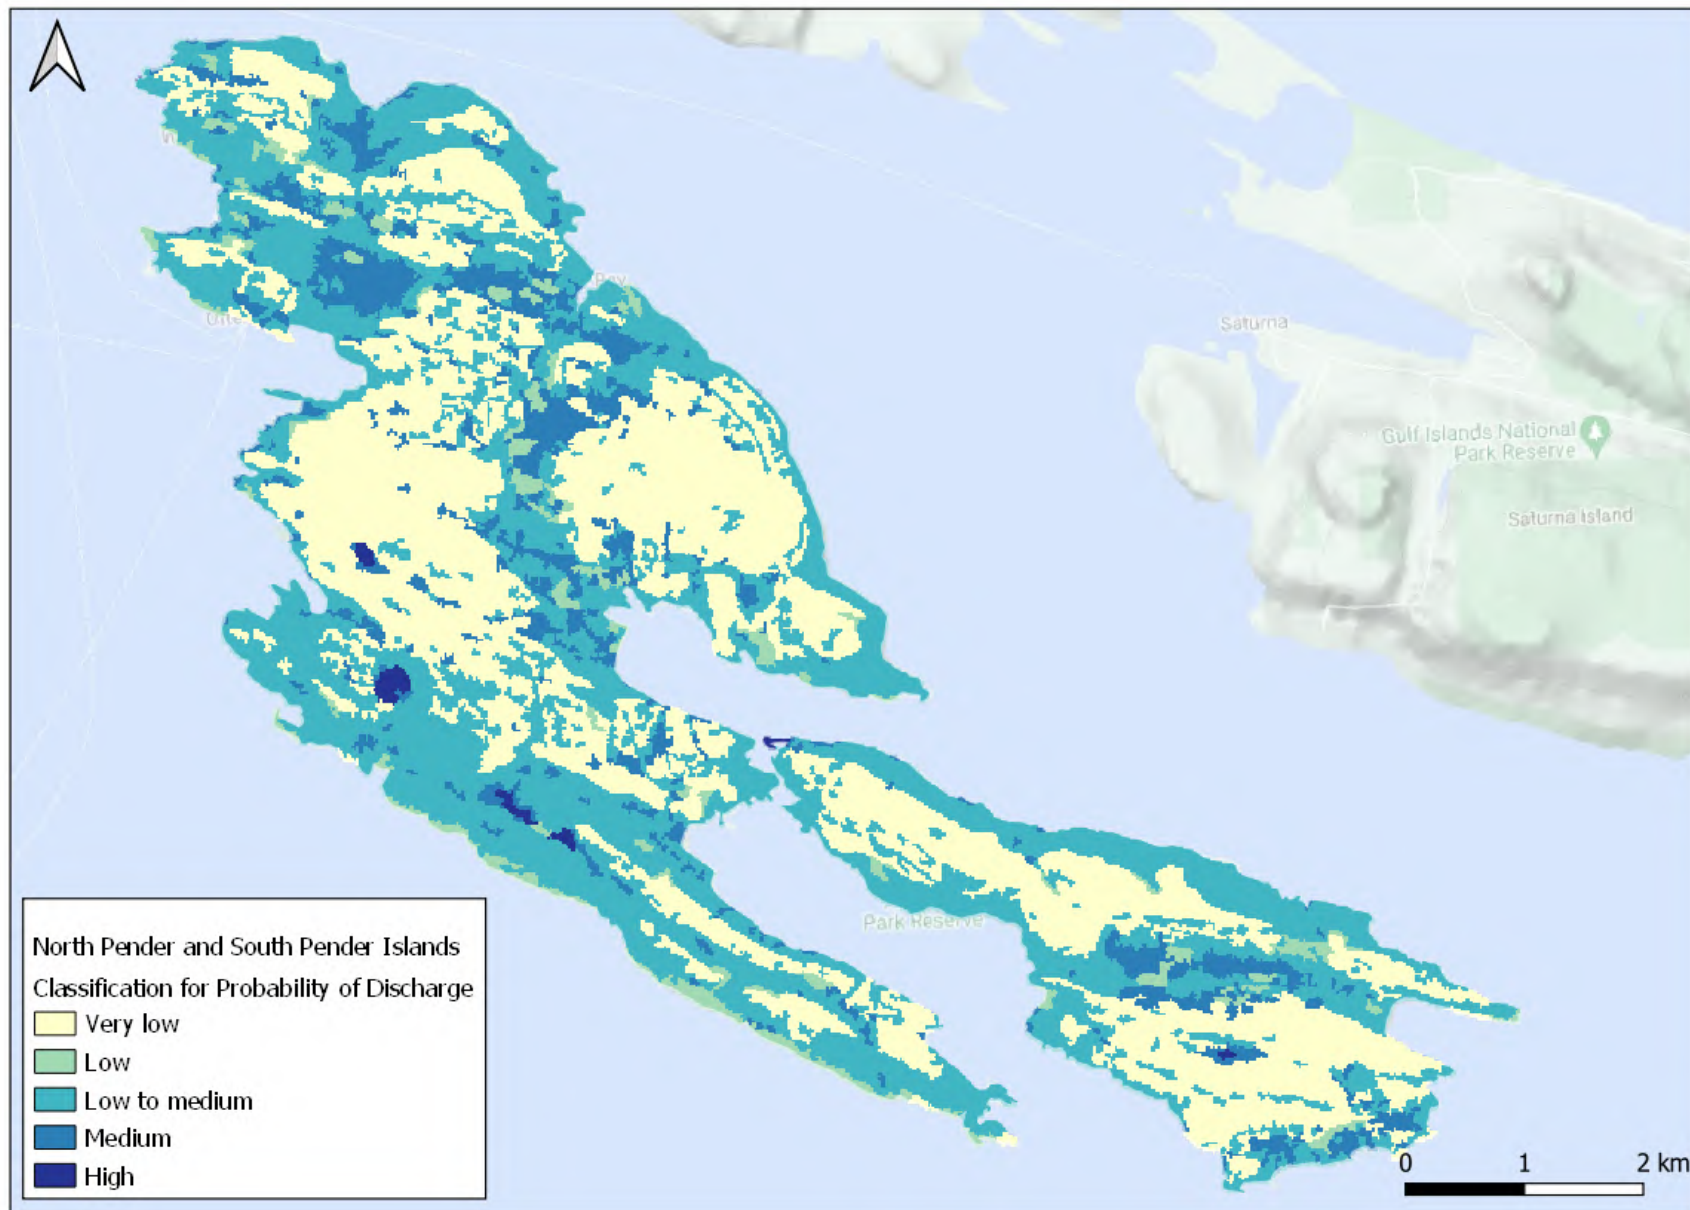 Saturna
Gulf Islands National
Park Reserve
Saturna Island
Park Reserve
North Pender and South Pender Islands
Classification for Probability of Discharge
Very low
Low
Low to medium
Medium
High
0 1 2 km